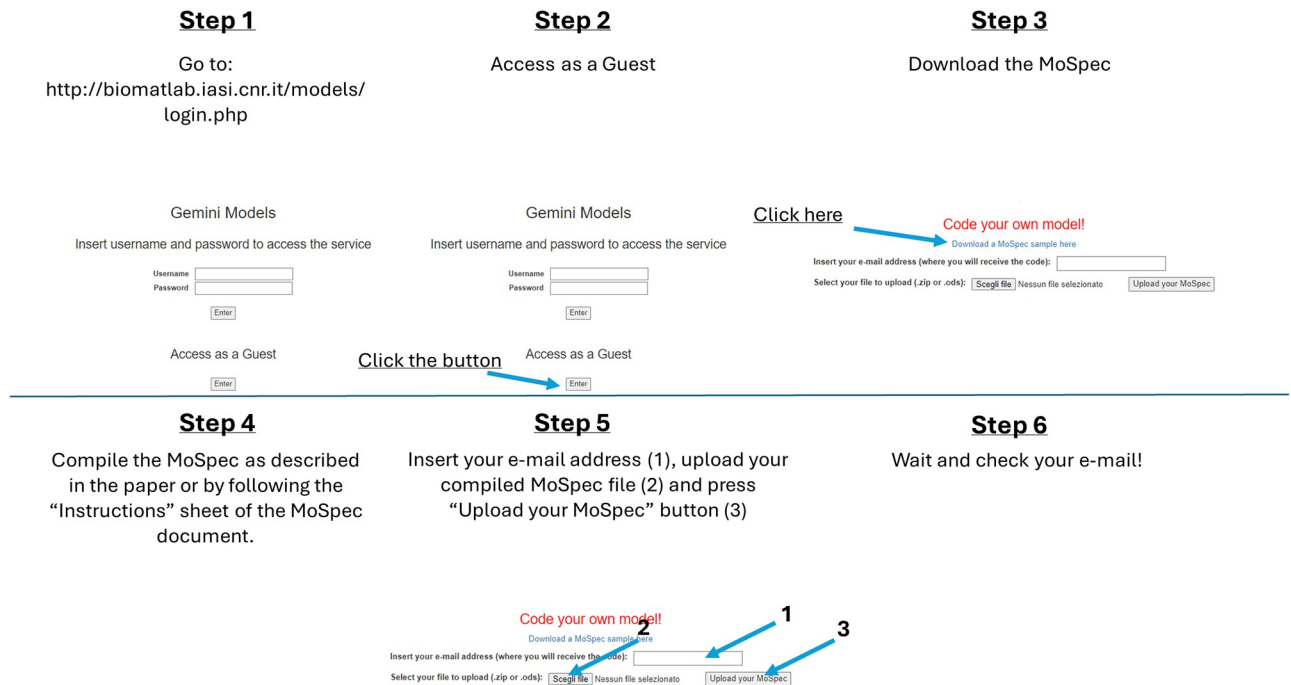 Step 1
Go to:
http://biomatlab.iasi.cnr.it/models/
login.php
Gemini Models
Insert username and password to access the service
Username
Password
Enter
Access as a Guest
Enter
Step 2
Access as a Guest
Gemini Models
Insert username and password to access the service
Username
Password
Enter
Click the button
Access as a Guest
Enter
Step 3
Download the MoSpec
Click here
Code your own model!
Download a MoSpec sample here
Insert your e-mail address (where you will receive the code):
Select your file to upload (.zip or .ods): Scegli file Nessun file selezionato Upload your MoSpec
Step 4
Compile the MoSpec as described
in the paper or by following the
“Instructions” sheet of the MoSpec
document.
Step 5
Insert your e-mail address (1), upload your
compiled MoSpec file (2) and press
“Upload your MoSpec” button (3)
Code your own model!
1
2
3
Download a MoSpec sample here
Insert your e-mail address (where you will receive the code):
Select your file to upload (.zip or .ods): Scegli file Nessun file selezionato Upload your MoSpec
Step 6
Wait and check your e-mail!